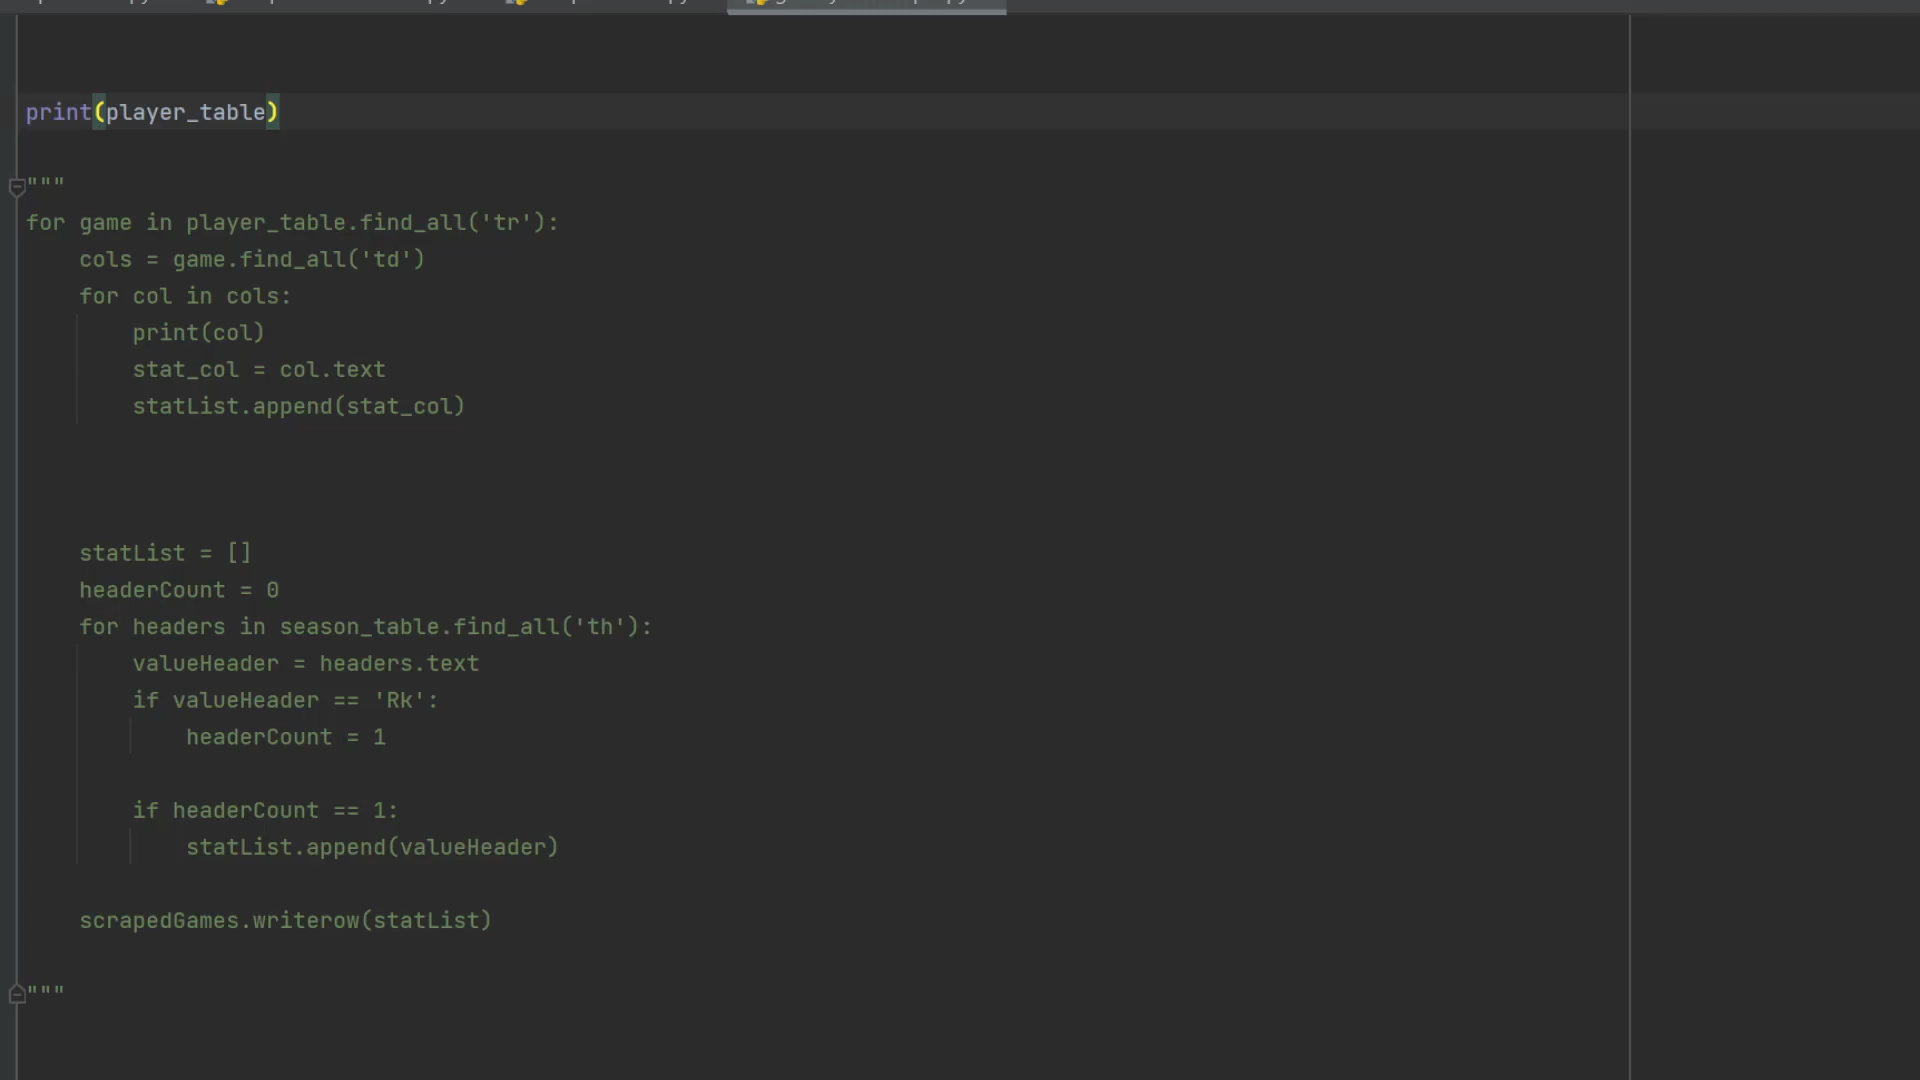 print(player_table)
"""
for game in player_table.find_all('tr'):
    cols = game.find_all('td')
    for col in cols:
        print(col)
        stat_col = col.text
        statList.append(stat_col)
    statList = []
    headerCount = 0
    for headers in season_table.find_all('th'):
        valueHeader = headers.text
        if valueHeader == 'Rk':
            headerCount = 1
        if headerCount == 1:
            statList.append(valueHeader)
    scrapedGames.writerow(statList)
"""